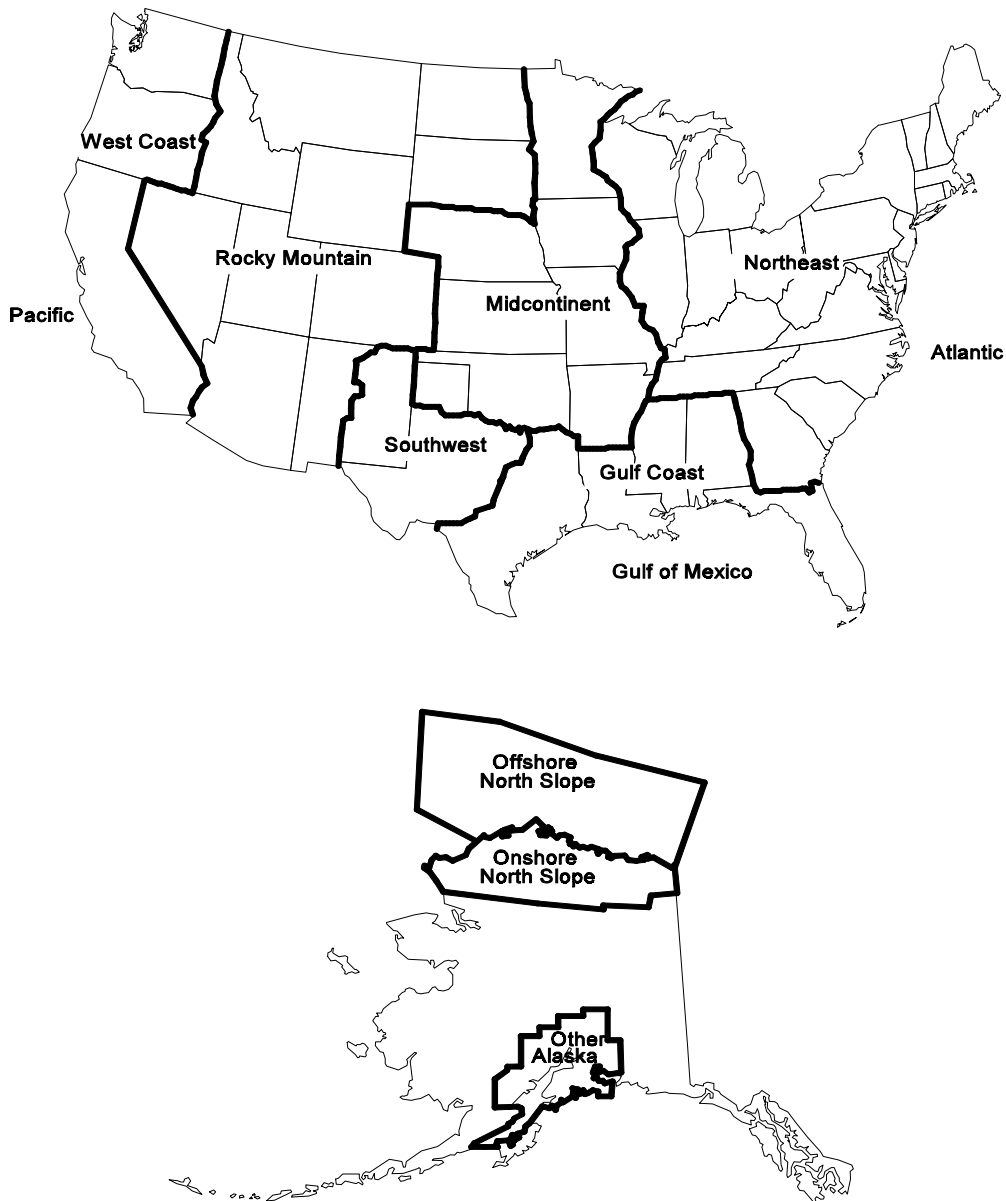 West Coast
Rocky Mountain
Northeast
Midcontinent
Pacific
Atlantic
Southwest
Gulf Coast
Gulf of Mexico
Offshore
North Slope
Onshore
North Slope
Other
Alaska